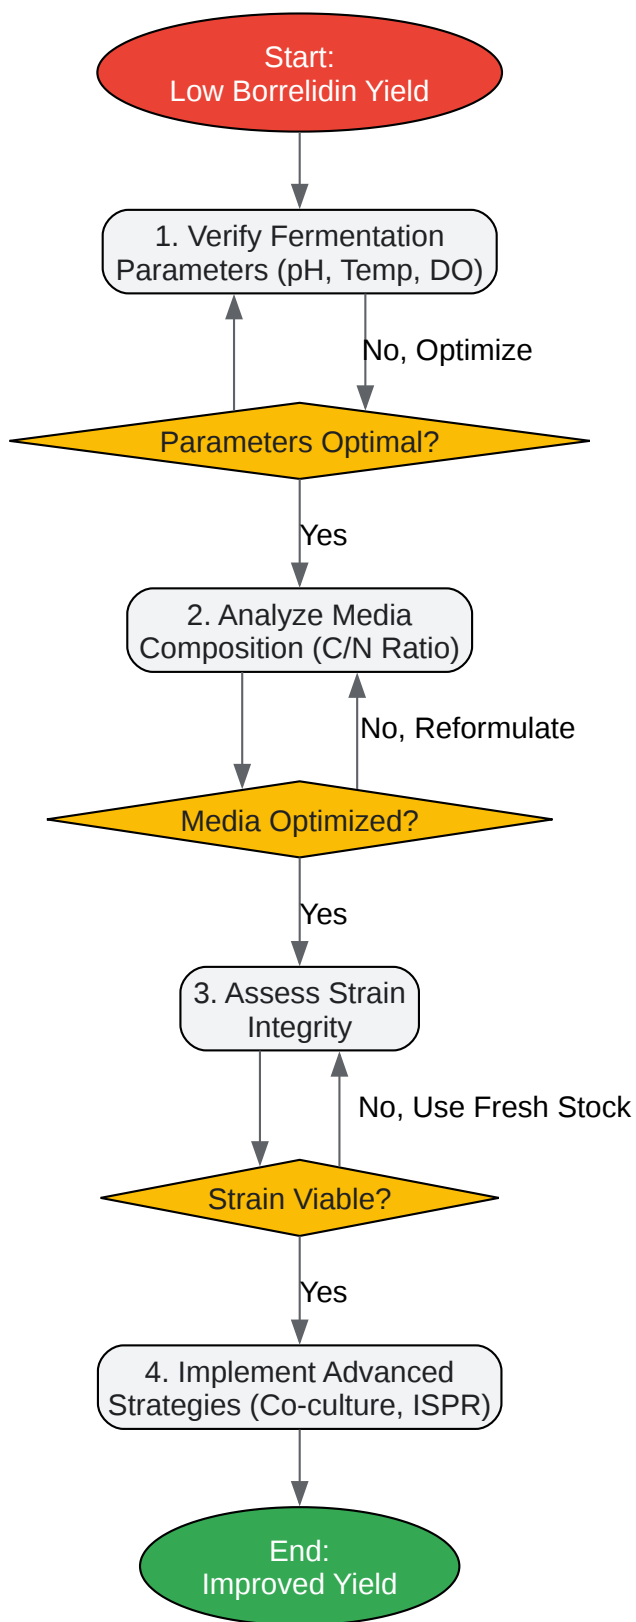 Start:
Low Borrelidin Yield
1. Verify Fermentation
Parameters (pH, Temp, DO)
No, Optimize
Parameters Optimal?
Yes
2. Analyze Media
Composition (C/N Ratio)
No, Reformulate
Media Optimized?
Yes
3. Assess Strain
Integrity
No, Use Fresh Stock
Strain Viable?
Yes
4. Implement Advanced
Strategies (Co-culture, ISPR)
End:
Improved Yield